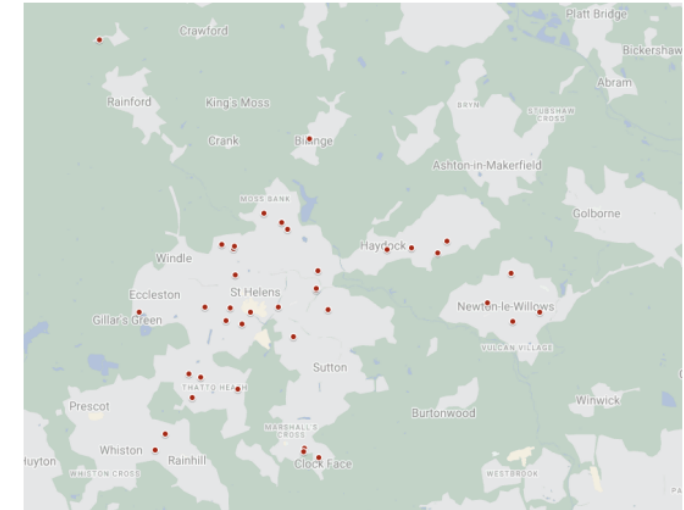 Platt Bridge
Crawford
Bickershaw
Abram
Rainford
King's Moss
BRYN
STUBSHAW
CROSS
Crank
Billinge
Ashton-in-Makerfield
MOSS BANK
Golborne
Haydock
Windle
Eccleston
St Helens
Newton-le-Willows
Gillar's Green
VULCAN VILLAGE
Sutton
THATTO HEATH
Winwick
Prescot
Burtonwood
MARSHALL'S
CROSS
Whiston
Rainhill
Huyton
Clock Face
WHISTON CROSS
WESTBROOK
PA